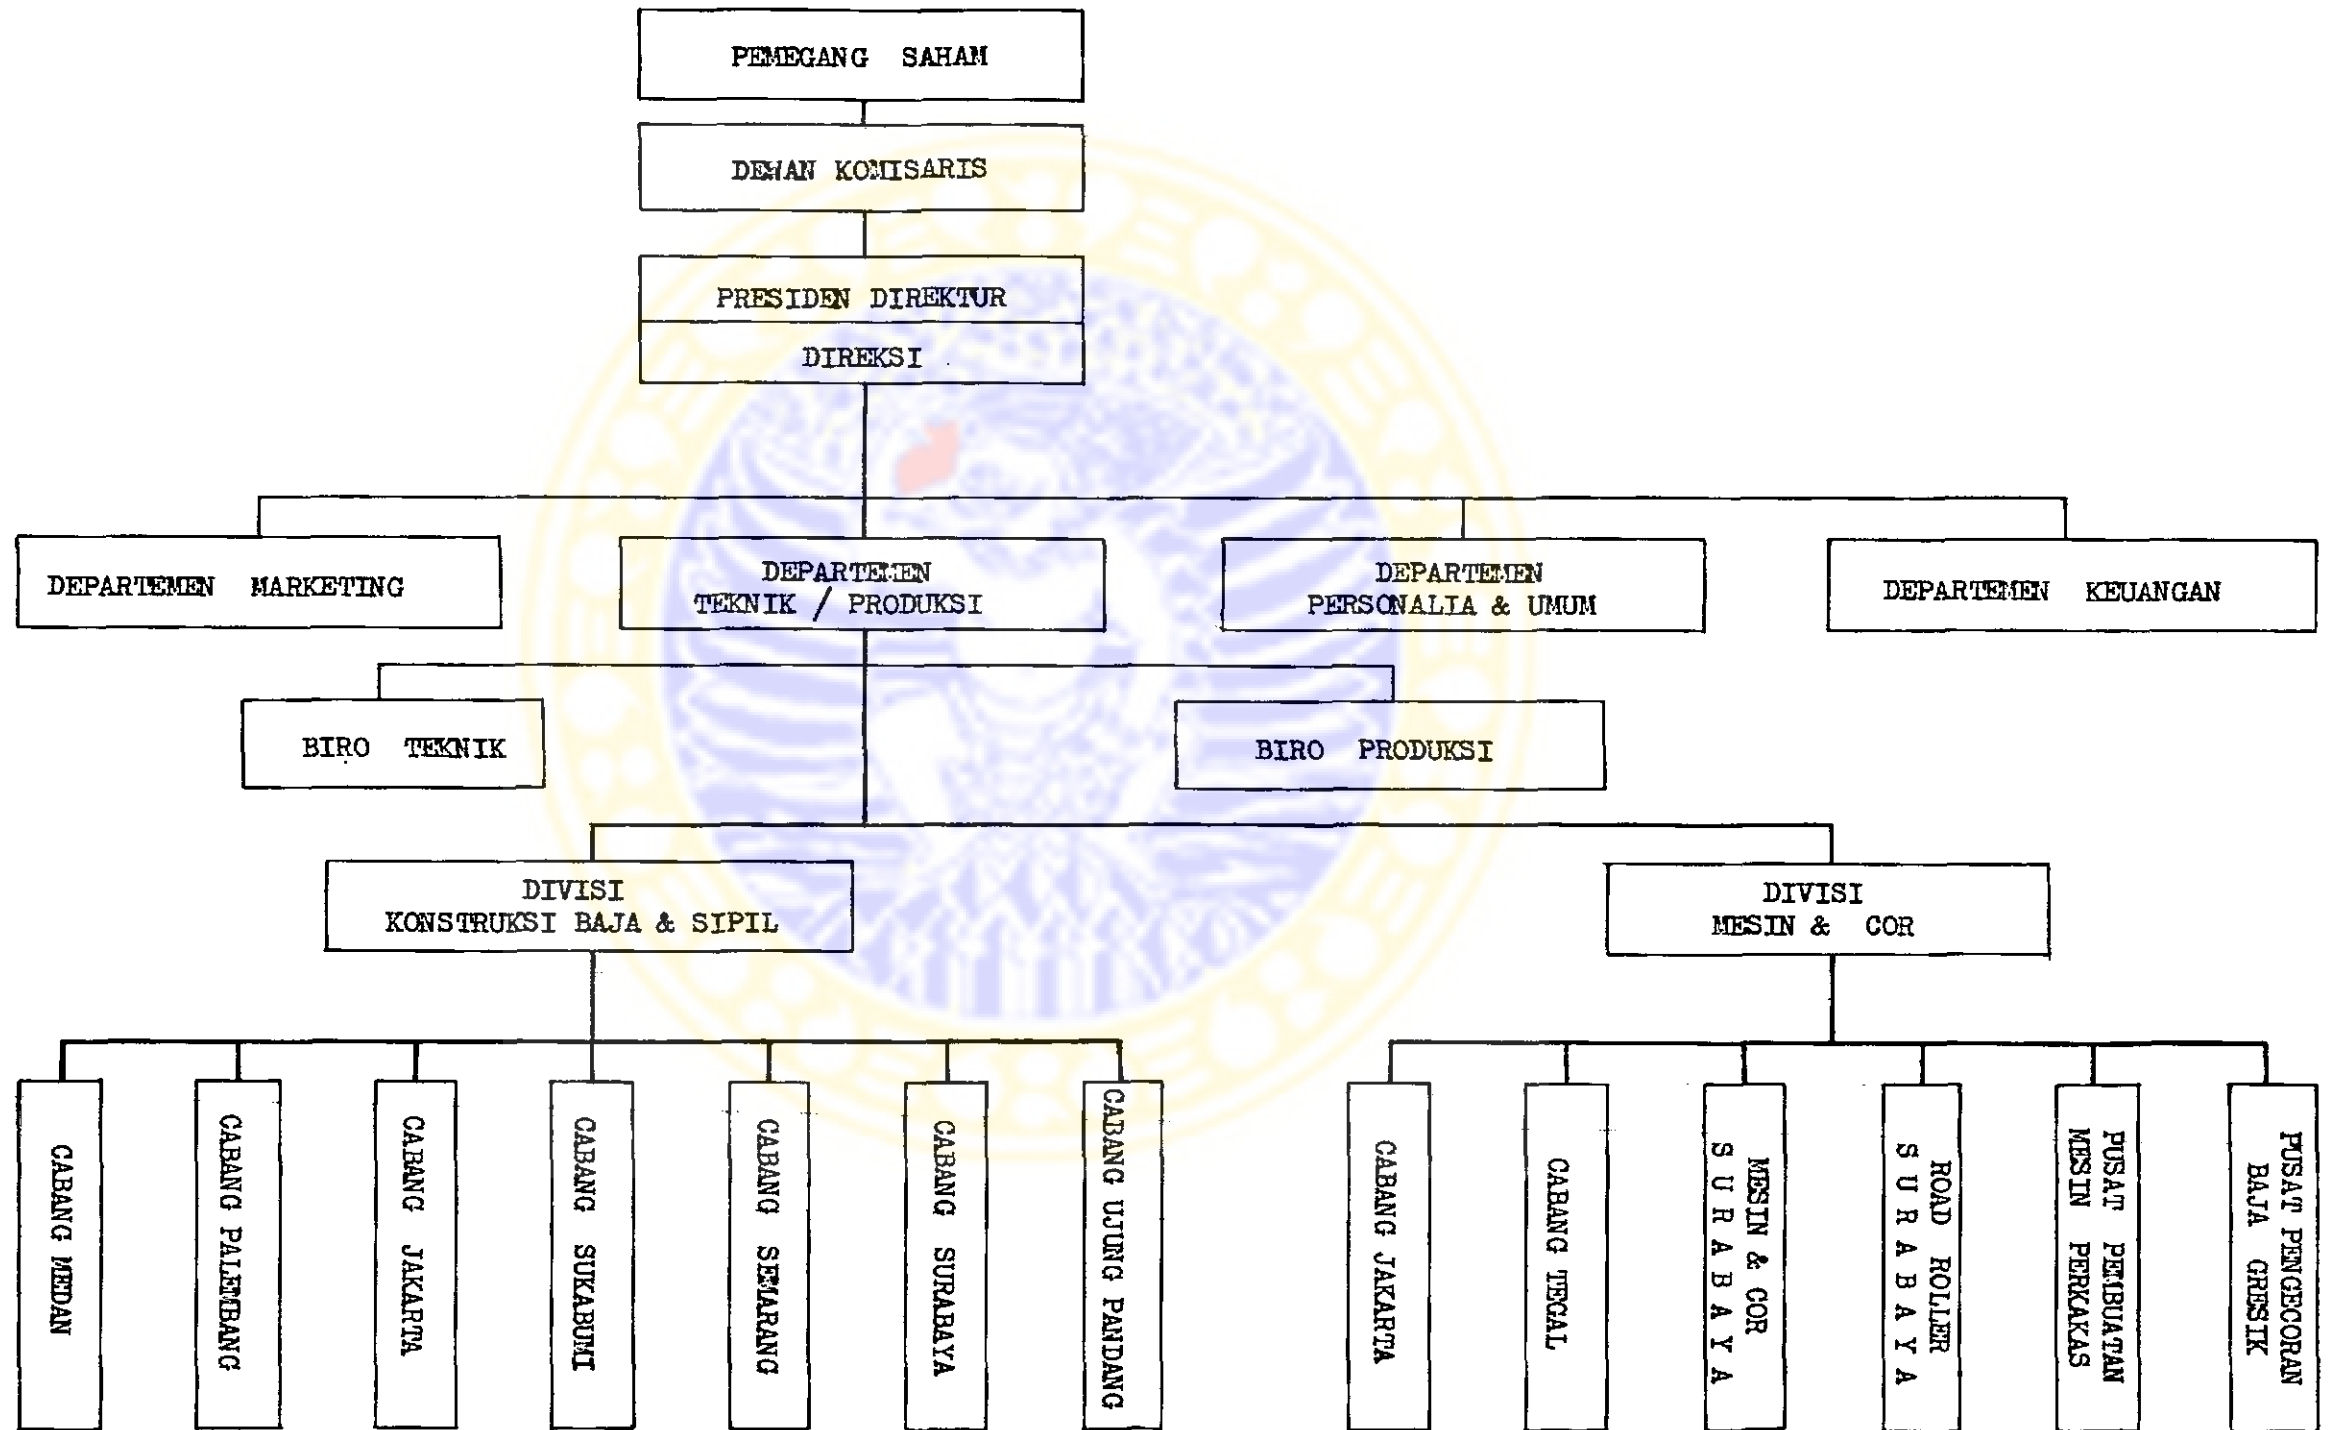 PEMEGANG SAHAM
DEWAN KOMISARIS
PRESIDEN DIREKTUR
DIREKSI
DEPARTEMEN MARKETING
DEPARTEMEN
TEKNIK / PRODUKSI
DEPARTEMEN
PERSONALIA & UMUM
DEPARTEMEN KEUANGAN
BIRO TEKNIK
BIRO PRODUKSI
DIVISI
KONSTRUKSI BAJA & SIPIL
DIVISI
MESIN & COR
CABANG MEDAN
CABANG PALEMBANG
CABANG JAKARTA
CABANG SUKABUMI
CABANG SEMARANG
CABANG SURABAYA
CABANG UJUNG PANDANG
CABANG JAKARTA
CABANG TEGAL
MESIN & COR
S U R A B A Y A
ROAD ROLLER
S U R A B A Y A
PUSAT PEMBUATAN
MESIN PERKAKAS
PUSAT PENGECORAN
BAJA GRESIK